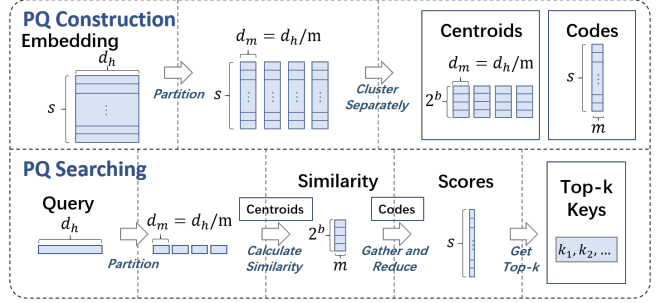 PQ Construction
Embedding
d_h
s
Partition
d_m = d_h/m
s
⋮
⋮
⋮
⋮
⋮
Cluster
Separately
Centroids
d_m = d_h/m
2^b
Codes
s
⋮
m
PQ Searching
Query
d_h
Partition
d_m = d_h/m
Similarity
Centroids
Calculate
Similarity
2^b
m
Codes
Gather and
Reduce
Scores
s
Get
Top-k
Top-k
Keys
k_1, k_2, ...